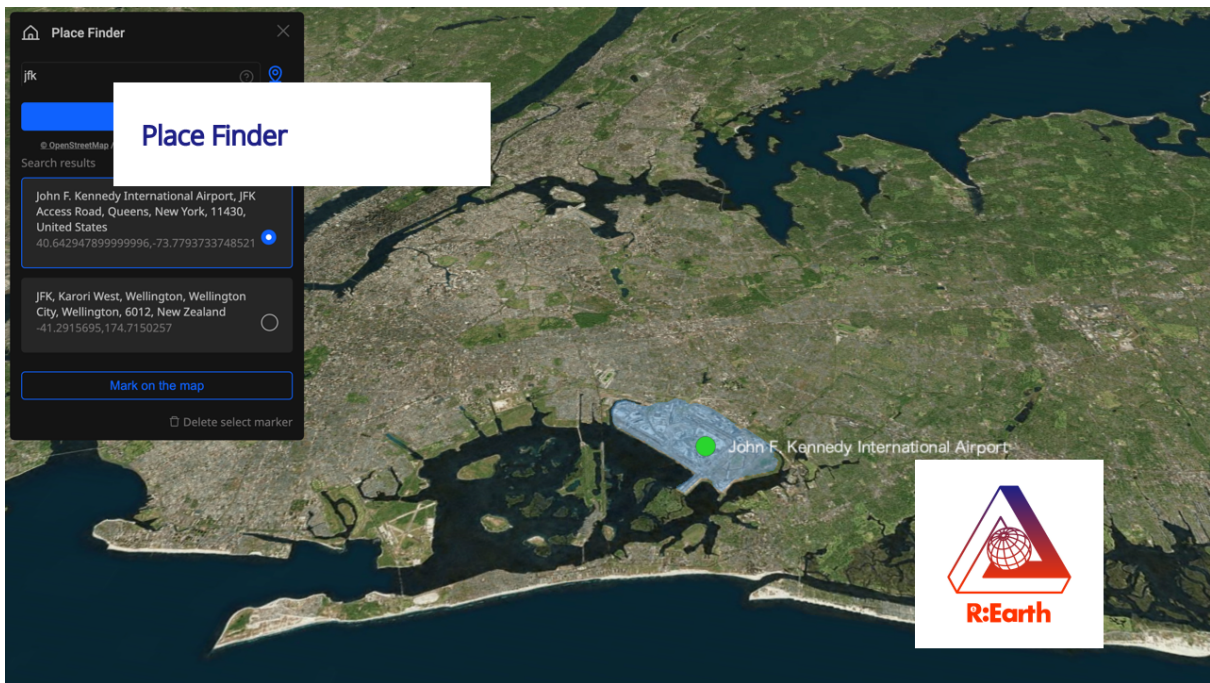 Place Finder
jfk
Place Finder
© OpenStreetMap /
Search results
John F. Kennedy International Airport, JFK
Access Road, Queens, New York, 11430,
United States
40.642947899999996,-73.7793733748521
JFK, Karori West, Wellington, Wellington
City, Wellington, 6012, New Zealand
-41.2915695,174.7150257
Mark on the map
Delete select marker
John F. Kennedy International Airport
R:Earth